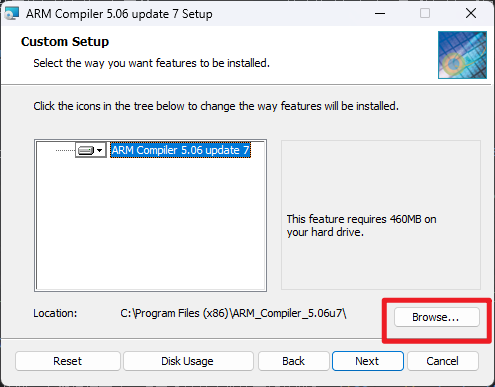 ARM Compiler 5.06 update 7 Setup
Custom Setup
Select the way you want features to be installed.
Click the icons in the tree below to change the way features will be installed.
ARM Compiler 5.06 update 7
This feature requires 460MB on
your hard drive.
Location:
C:\Program Files (x86)\ARM_Compiler_5.06u7\
Browse...
Reset
Disk Usage
Back
Next
Cancel